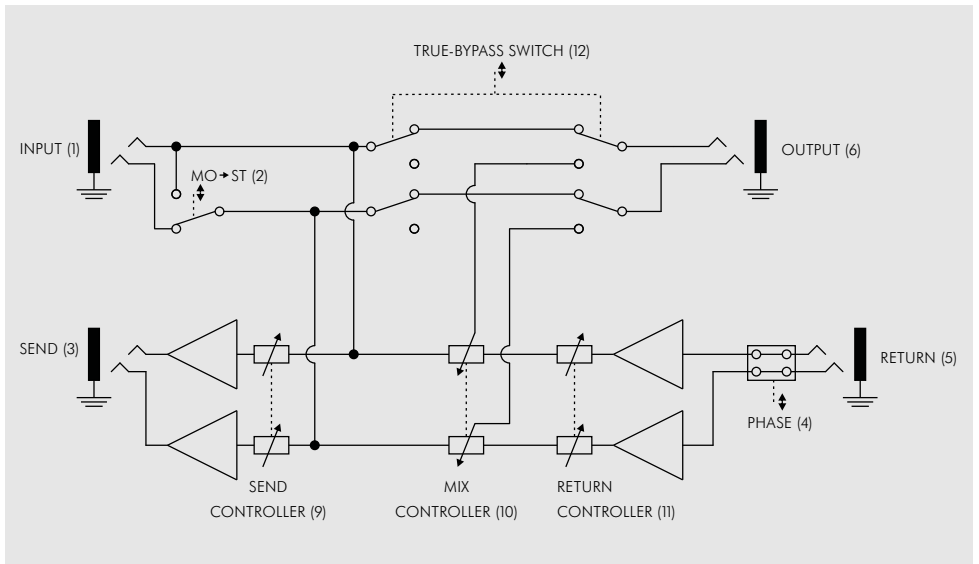 TRUE-BYPASS SWITCH (12)
INPUT (1)
OUTPUT (6)
MO➔ST (2)
SEND (3)
RETURN (5)
PHASE (4)
SEND
CONTROLLER (9)
MIX
CONTROLLER (10)
RETURN
CONTROLLER (11)